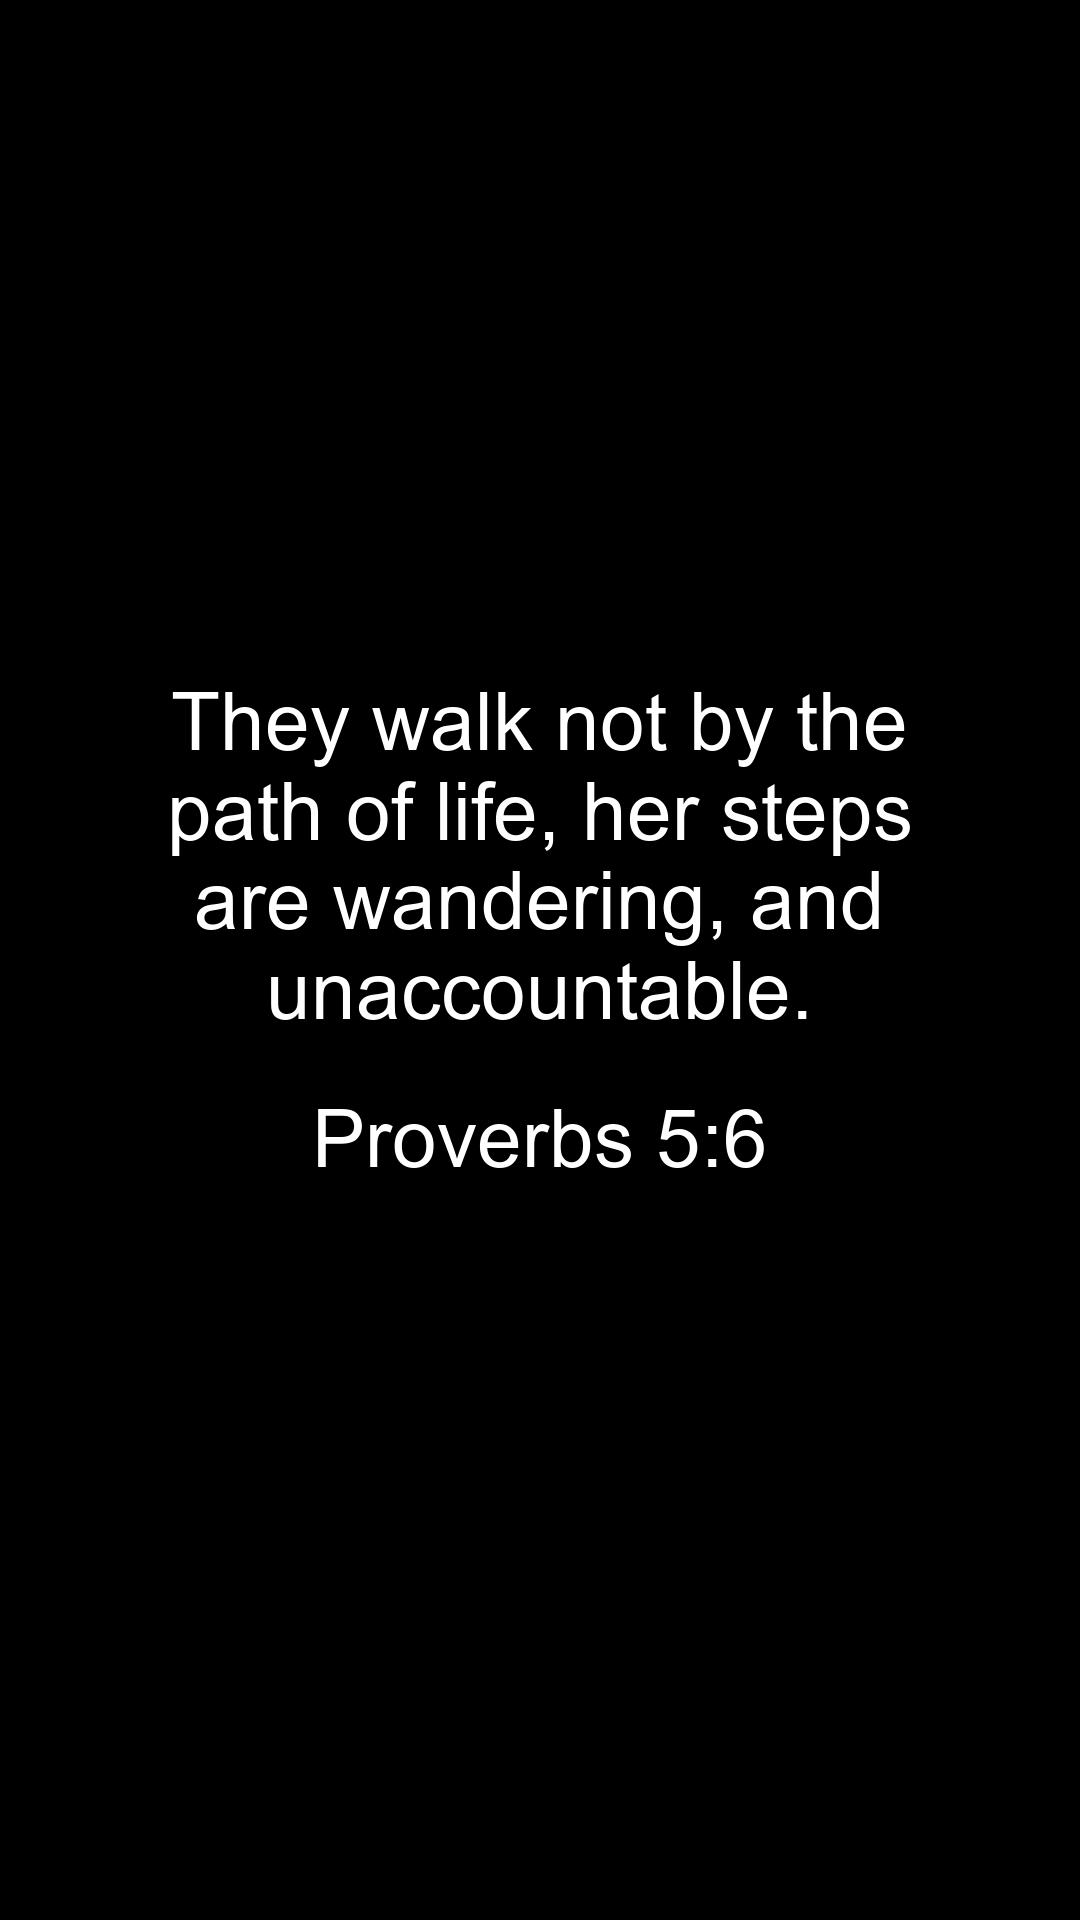 They walk not by the
path of life, her steps
are wandering, and
unaccountable.
Proverbs 5:6